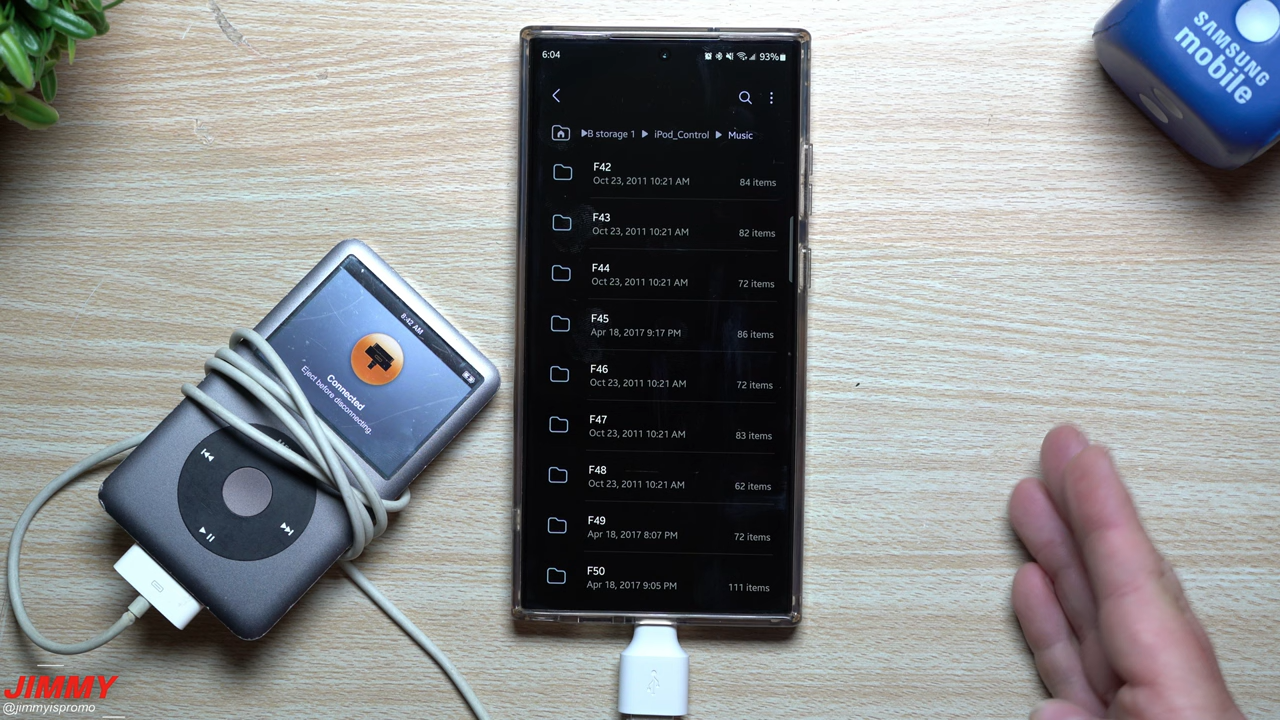 SAMSUNG
mobile
6:04
93%
B storage 1 ▶ iPod_Control ▶ Music
F42
Oct 23, 2011 10:21 AM 84 items
F43
Oct 23, 2011 10:21 AM 82 items
F44
Oct 23, 2011 10:21 AM 72 items
F45
Apr 18, 2017 9:17 PM 86 items
F46
Oct 23, 2011 10:21 AM 72 items
F47
Oct 23, 2011 10:21 AM 83 items
F48
Oct 23, 2011 10:21 AM 62 items
F49
Apr 18, 2017 8:07 PM 72 items
F50
Apr 18, 2017 9:05 PM 111 items
8:42 AM
Connected
Eject before disconnecting.
JIMMY
@jimmyispromo